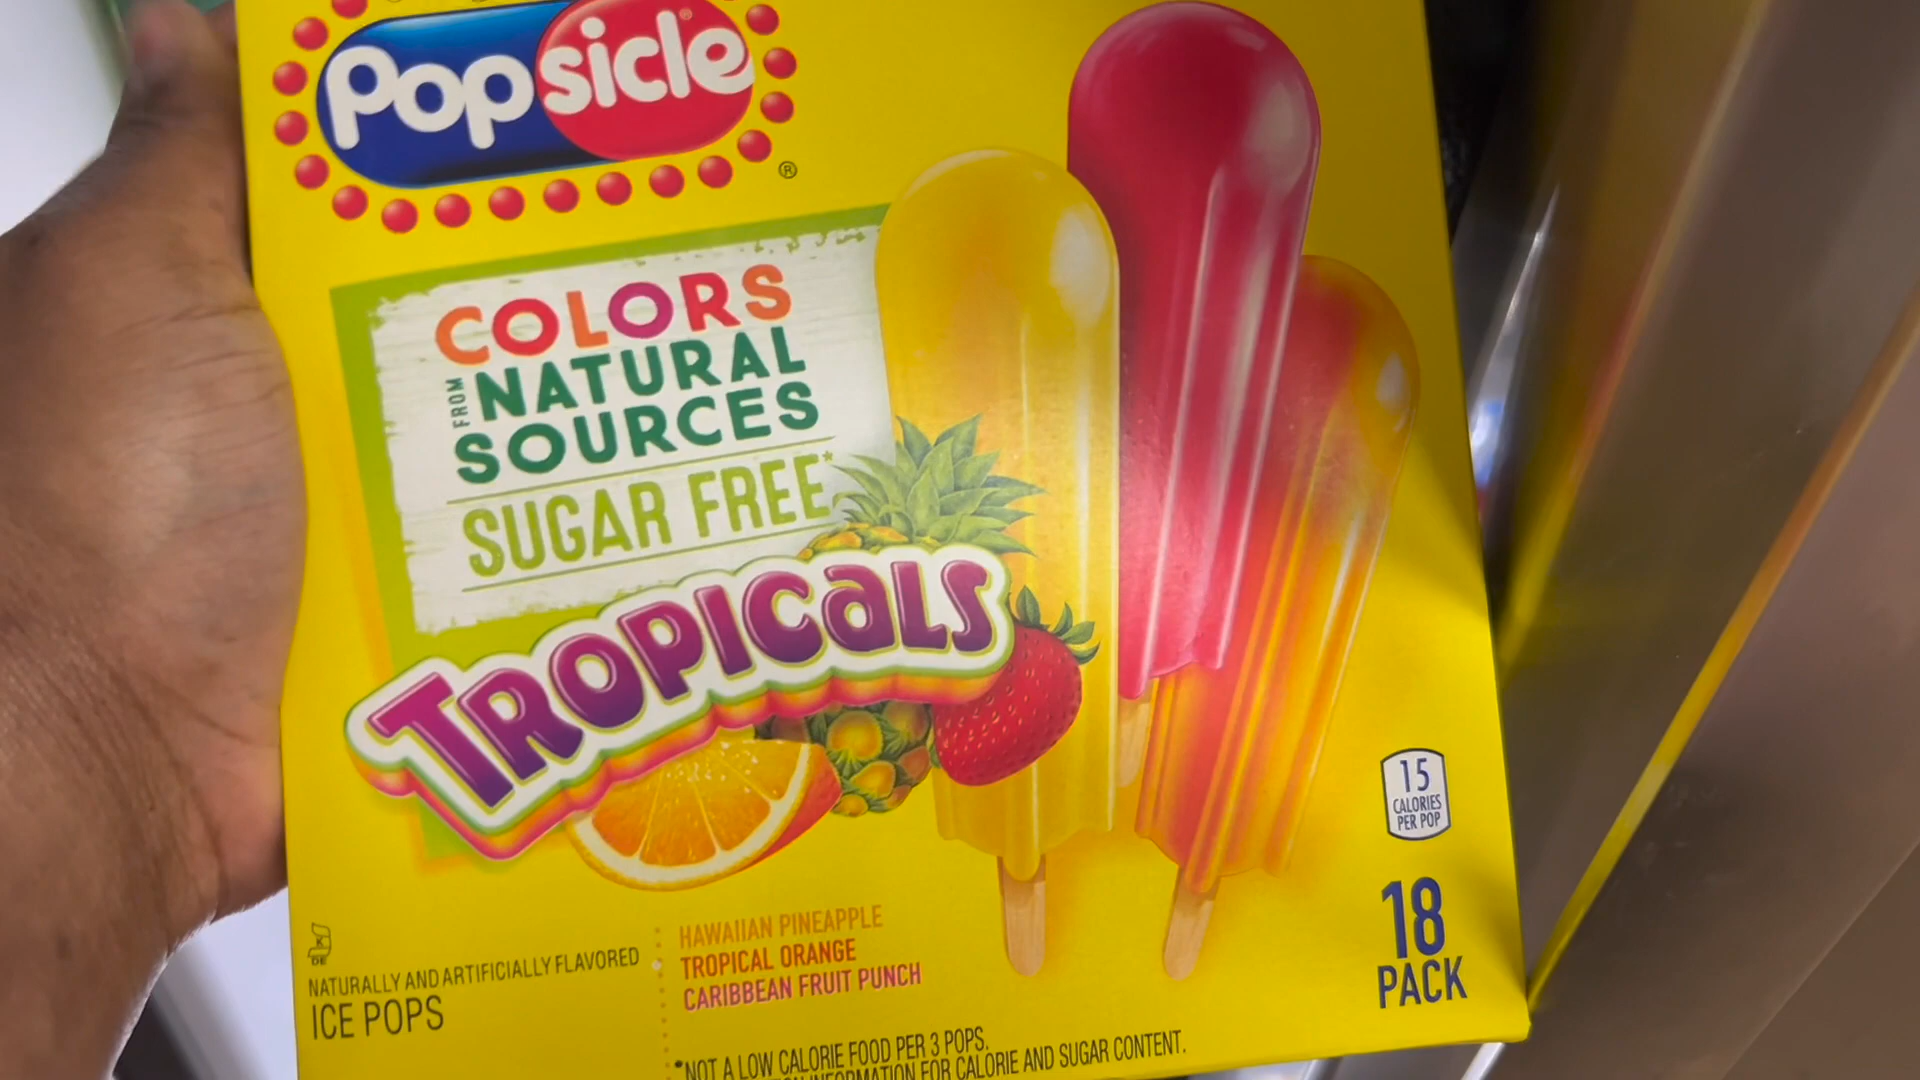 Popsicle
®
COLORS
FROM NATURAL
SOURCES
SUGAR FREE*
TROPICALS
15
CALORIES
PER POP
18
PACK
K
DE
NATURALLY AND ARTIFICIALLY FLAVORED
ICE POPS
HAWAIIAN PINEAPPLE
TROPICAL ORANGE
CARIBBEAN FRUIT PUNCH
*NOT A LOW CALORIE FOOD PER 3 POPS.
INFORMATION FOR CALORIE AND SUGAR CONTENT.